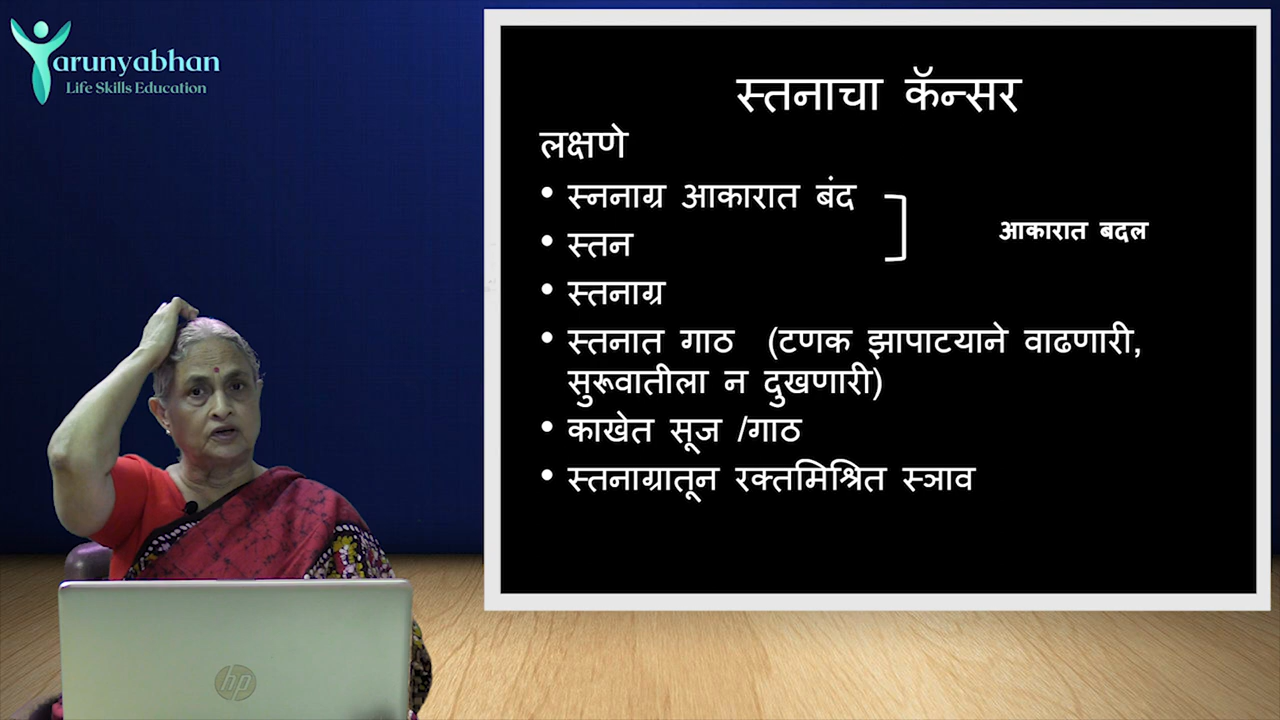 Tarunyabhan
Life Skills Education
स्तनाचा कॅन्सर
लक्षणे
• स्ननाग्र आकारात बंद
• स्तन
आकारात बदल
• स्तनाग्र
• स्तनात गाठ (टणक झापाटयाने वाढणारी,
सुरूवातीला न दुखणारी)
• काखेत सूज /गाठ
• स्तनाग्रातून रक्तमिश्रित स्त्राव
hp